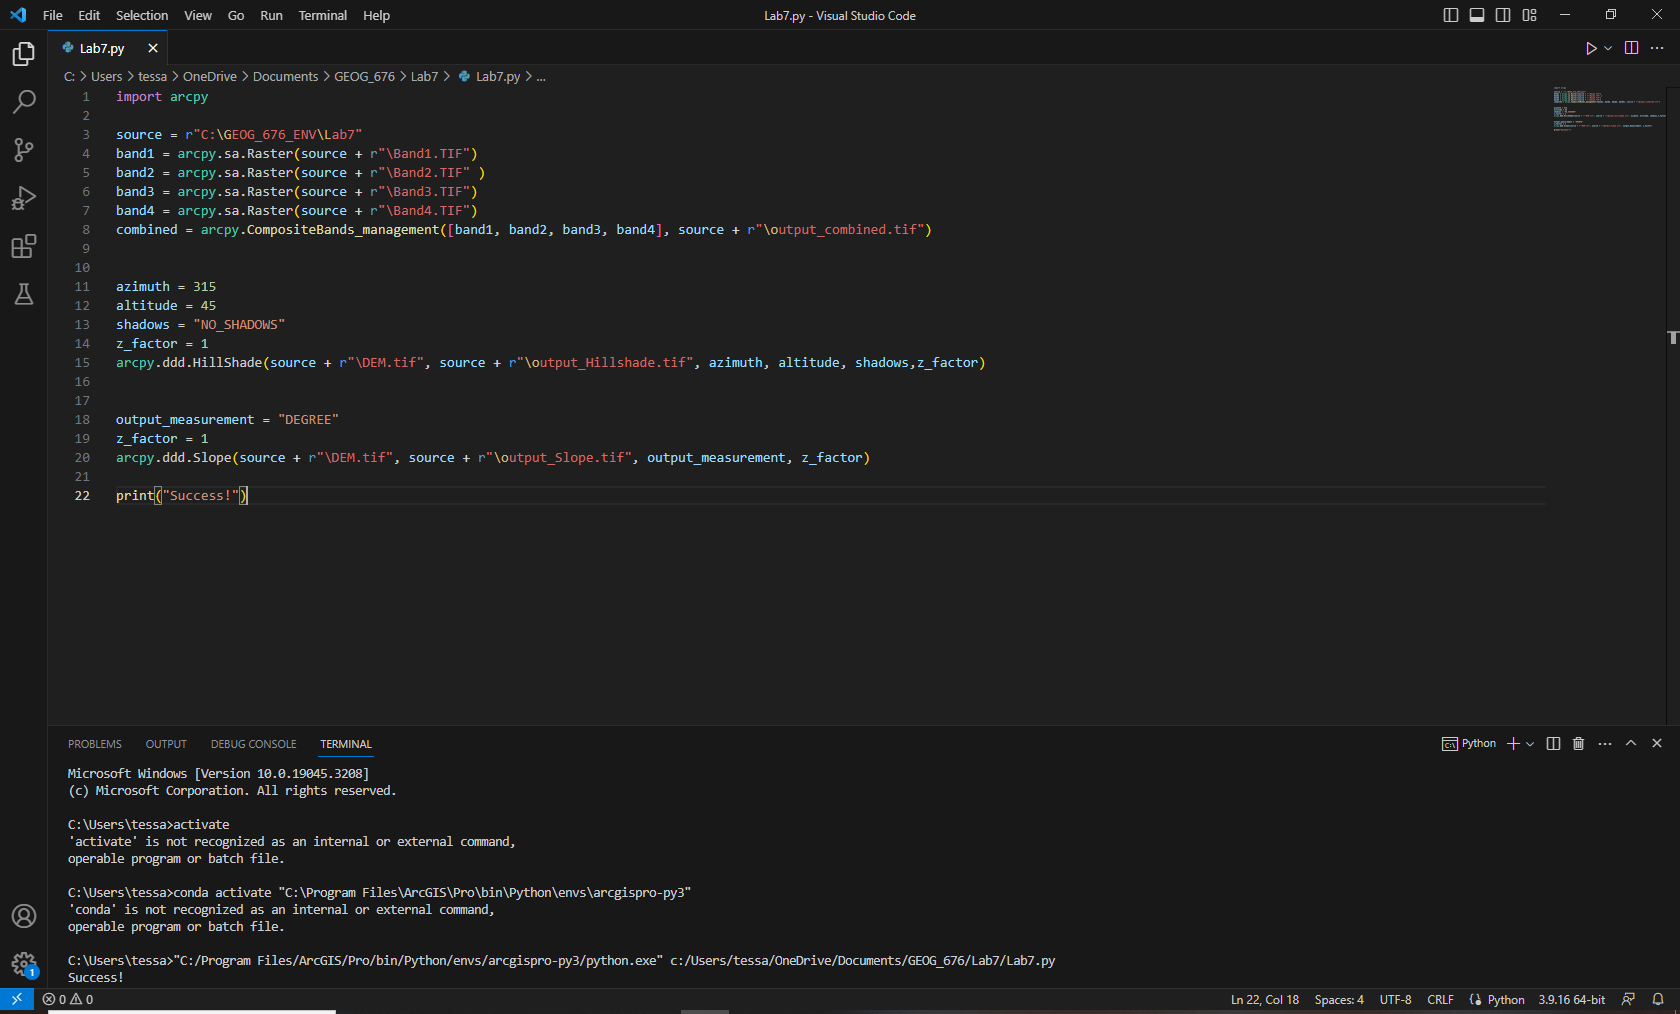 File Edit Selection View Go Run Terminal Help
Lab7.py - Visual Studio Code
Lab7.py
C: > Users > tessa > OneDrive > Documents > GEOG_676 > Lab7 > Lab7.py > ...
1 import arcpy
2
3 source = r"C:\GEOG_676_ENV\Lab7"
4 band1 = arcpy.sa.Raster(source + r"\Band1.TIF")
5 band2 = arcpy.sa.Raster(source + r"\Band2.TIF" )
6 band3 = arcpy.sa.Raster(source + r"\Band3.TIF")
7 band4 = arcpy.sa.Raster(source + r"\Band4.TIF")
8 combined = arcpy.CompositeBands_management([band1, band2, band3, band4], source + r"\output_combined.tif")
9
10
11 azimuth = 315
12 altitude = 45
13 shadows = "NO_SHADOWS"
14 z_factor = 1
15 arcpy.ddd.HillShade(source + r"\DEM.tif", source + r"\output_Hillshade.tif", azimuth, altitude, shadows,z_factor)
16
17
18 output_measurement = "DEGREE"
19 z_factor = 1
20 arcpy.ddd.Slope(source + r"\DEM.tif", source + r"\output_Slope.tif", output_measurement, z_factor)
21
22 print("Success!")
PROBLEMS OUTPUT DEBUG CONSOLE TERMINAL
Python
Microsoft Windows [Version 10.0.19045.3208]
(c) Microsoft Corporation. All rights reserved.
C:\Users\tessa>activate
'activate' is not recognized as an internal or external command,
operable program or batch file.
C:\Users\tessa>conda activate "C:\Program Files\ArcGIS\Pro\bin\Python\envs\arcgispro-py3"
'conda' is not recognized as an internal or external command,
operable program or batch file.
C:\Users\tessa>"C:/Program Files/ArcGIS/Pro/bin/Python/envs/arcgispro-py3/python.exe" c:/Users/tessa/OneDrive/Documents/GEOG_676/Lab7/Lab7.py
Success!
1
0 0
Ln 22, Col 18 Spaces: 4 UTF-8 CRLF Python 3.9.16 64-bit